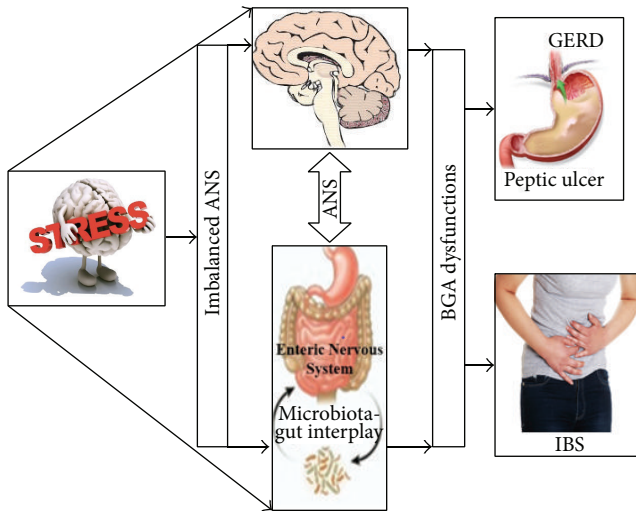 STRESS
Imbalanced ANS
ANS
Enteric Nervous
System
Microbiota-
gut interplay
BGA dysfunctions
GERD
Peptic ulcer
IBS